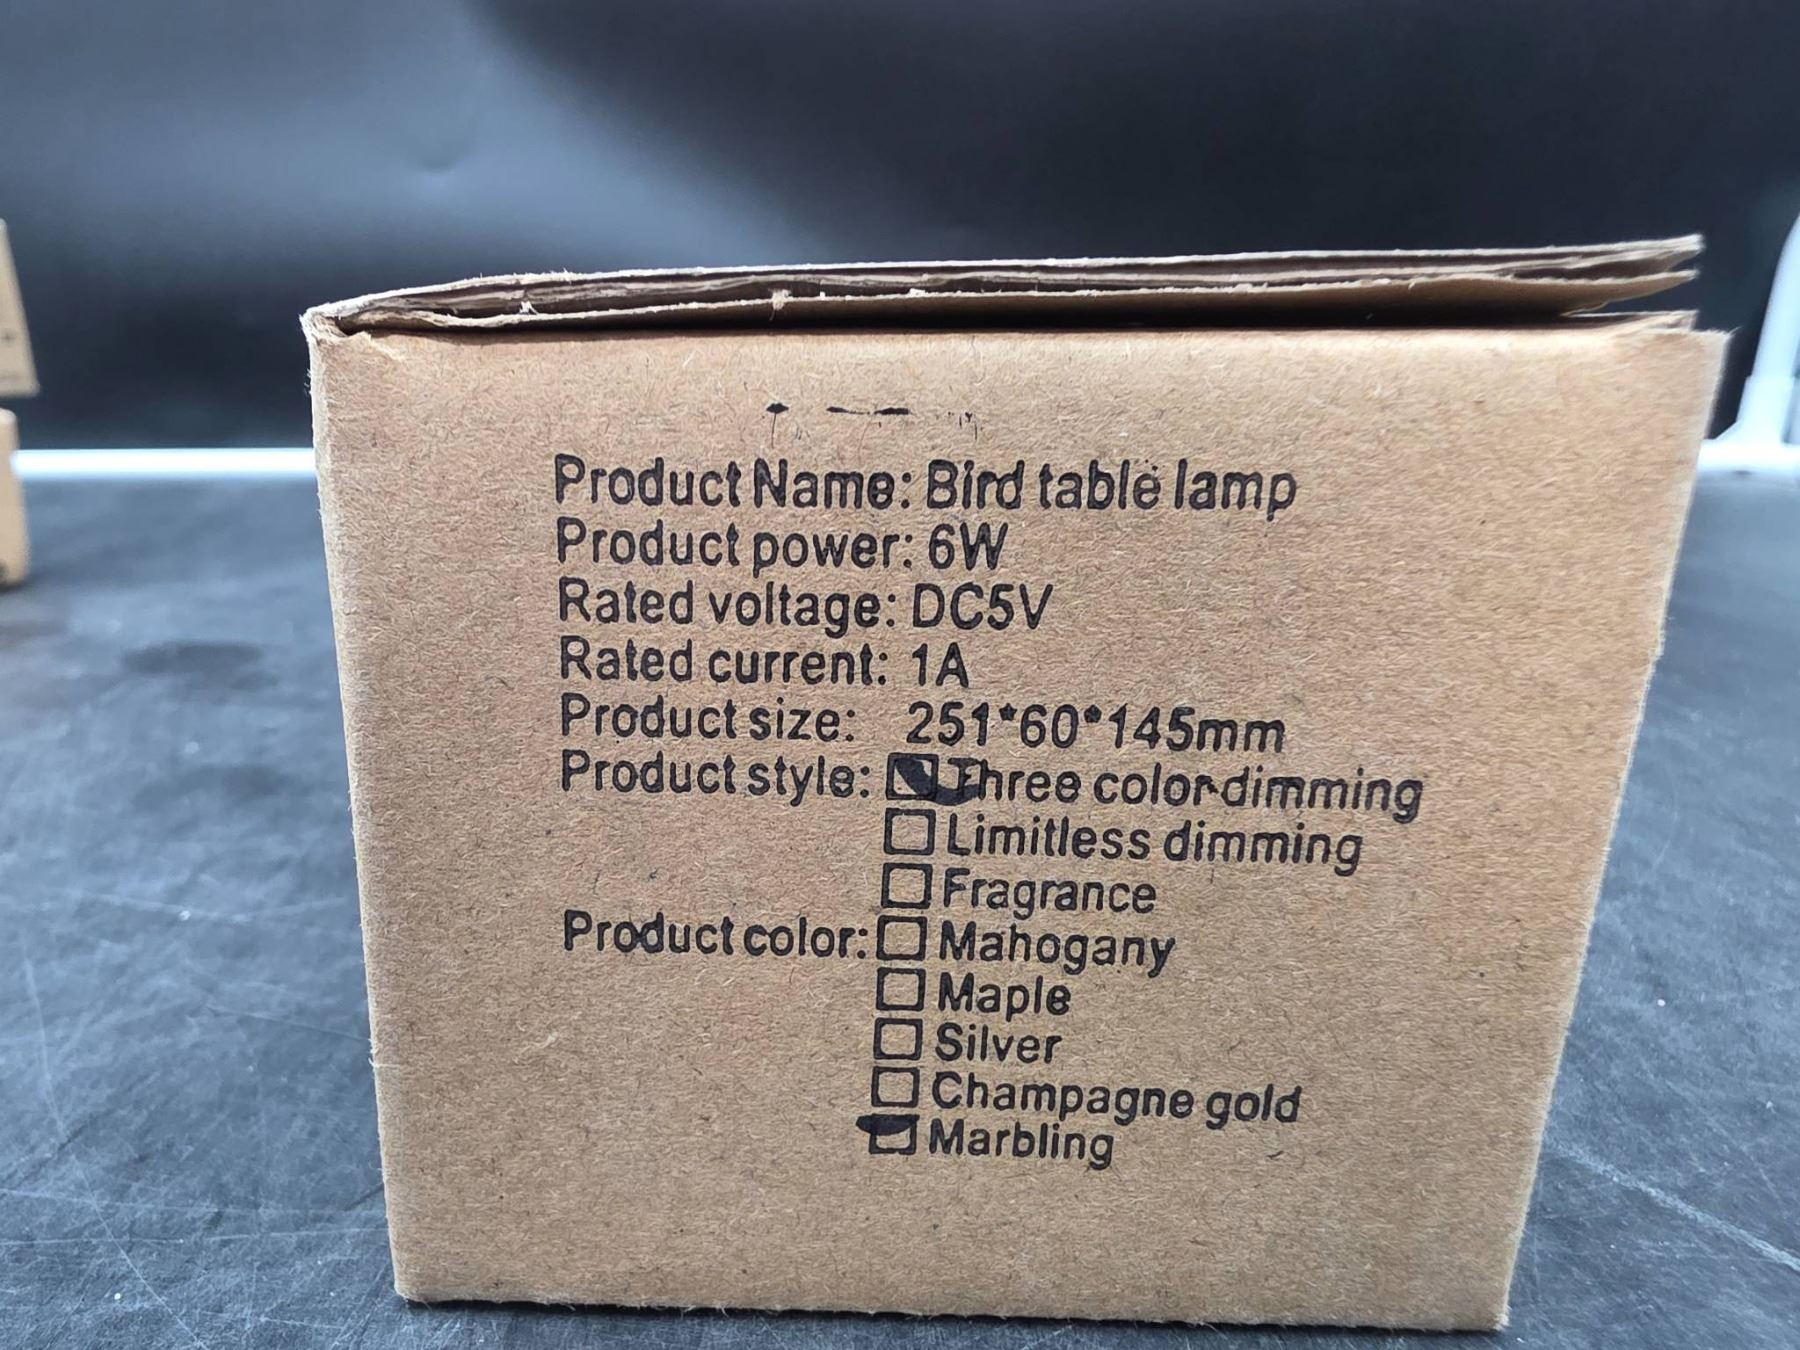 Product Name: Bird table lamp
Product power: 6W
Rated voltage: DC5V
Rated current: 1A
Product size: 251*60*145mm
Product style: Three color dimming
Limitless dimming
Fragrance
Product color: Mahogany
Maple
Silver
Champagne gold
Marbling